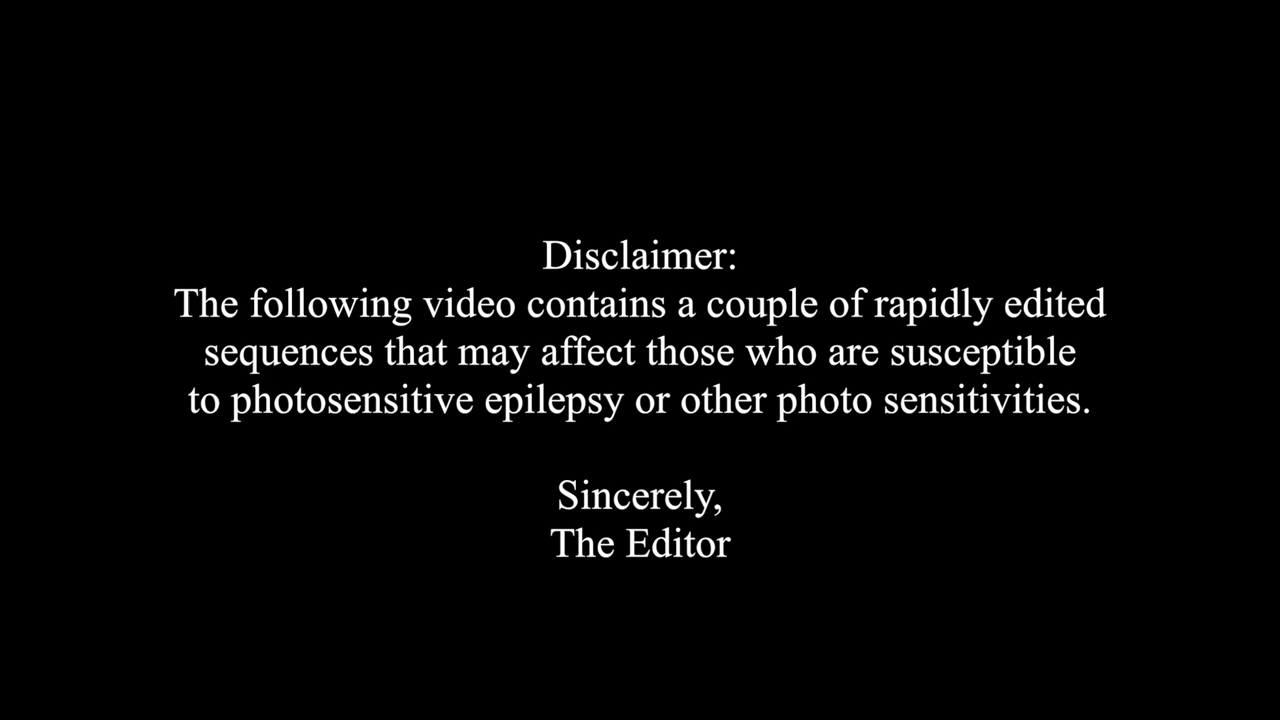 Disclaimer:
The following video contains a couple of rapidly edited
sequences that may affect those who are susceptible
to photosensitive epilepsy or other photo sensitivities.
Sincerely,
The Editor